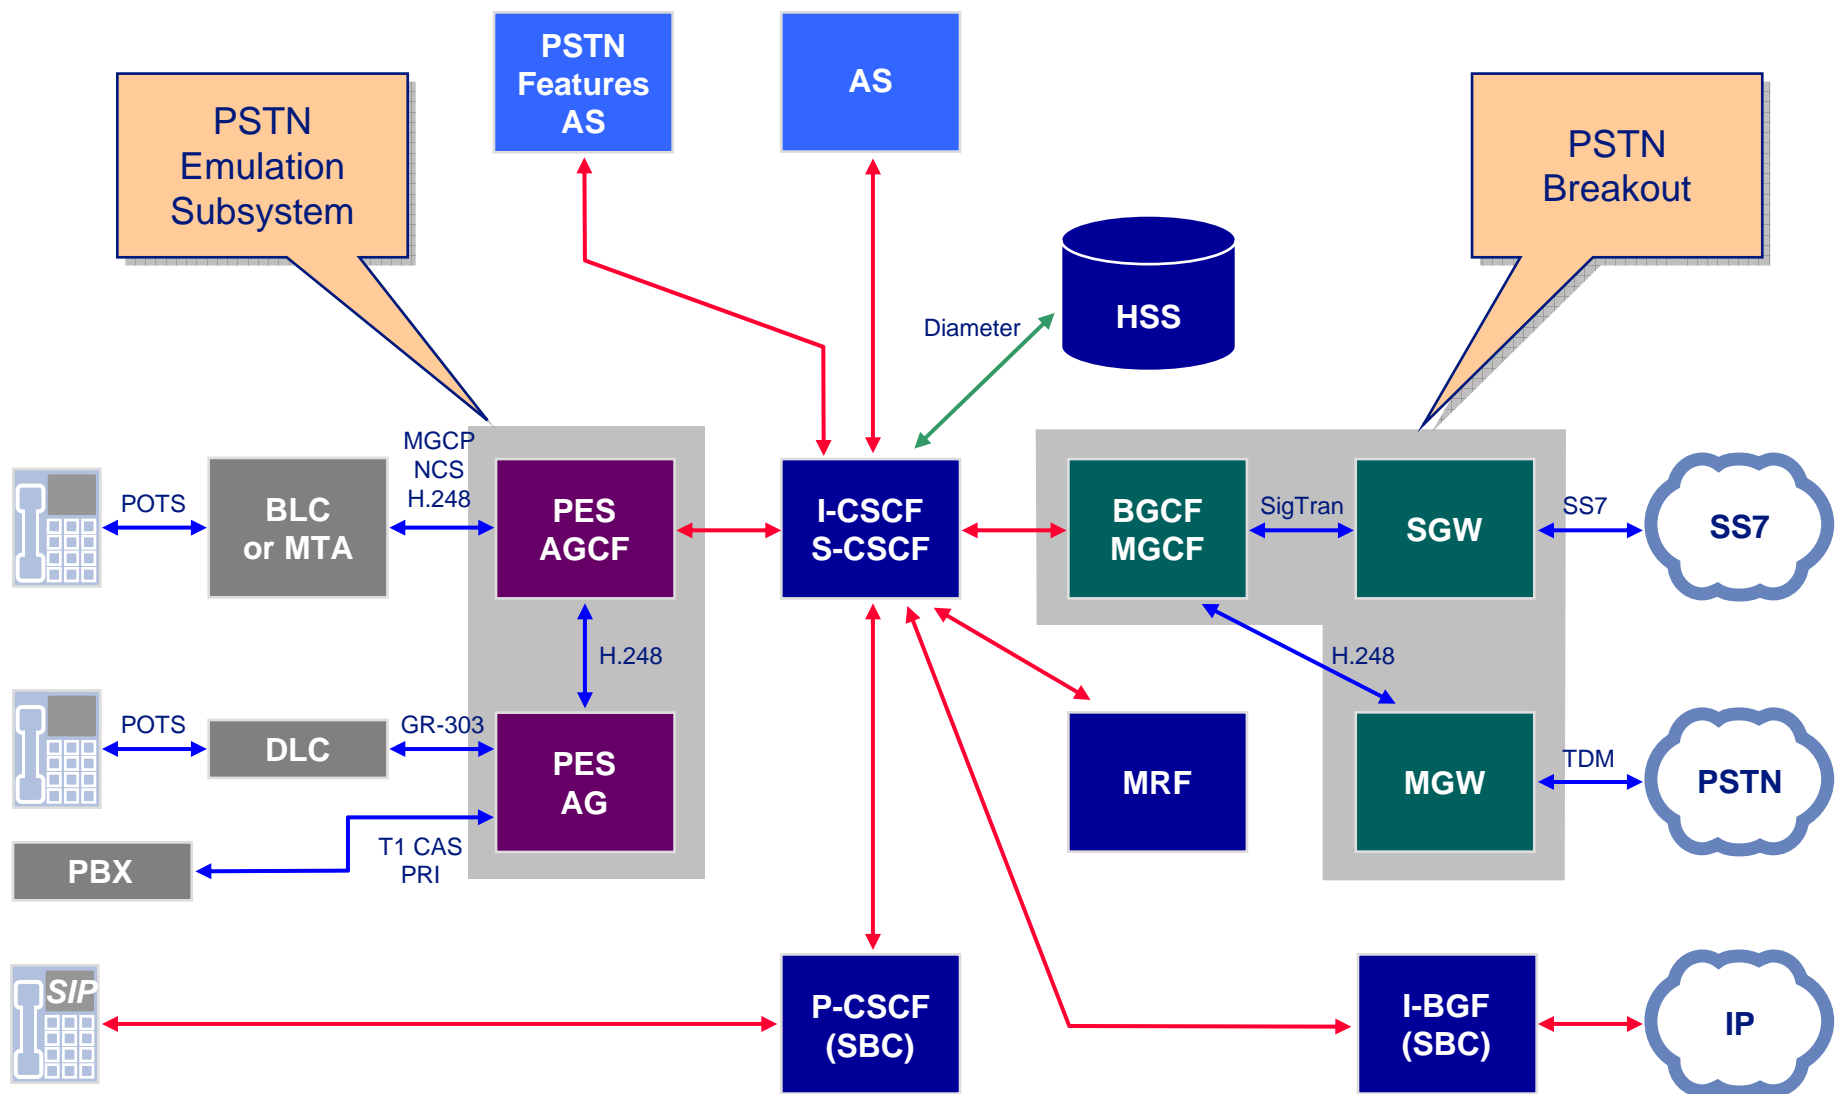 PSTN
Features
AS
AS
PSTN
Emulation
Subsystem
PSTN
Breakout
HSS
Diameter
MGCP
NCS
H.248
POTS
BLC
or MTA
PES
AGCF
I-CSCF
S-CSCF
BGCF
MGCF
SigTran
SGW
SS7
SS7
H.248
H.248
POTS
DLC
GR-303
PES
AG
MRF
MGW
TDM
PSTN
T1 CAS
PRI
PBX
SIP
P-CSCF
(SBC)
I-BGF
(SBC)
IP